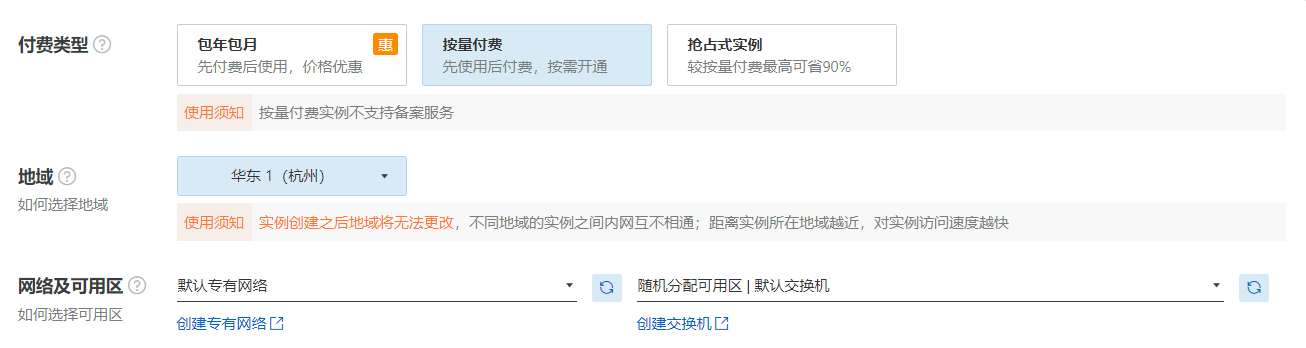 付费类型
包年包月 惠
先付费后使用，价格优惠
按量付费
先使用后付费，按需开通
抢占式实例
较按量付费最高可省90%
使用须知 按量付费实例不支持备案服务
地域
如何选择地域
华东 1（杭州）
使用须知 实例创建之后地域将无法更改，不同地域的实例之间内网互不相通；距离实例所在地域越近，对实例访问速度越快
网络及可用区
如何选择可用区
默认专有网络
随机分配可用区 | 默认交换机
创建专有网络
创建交换机